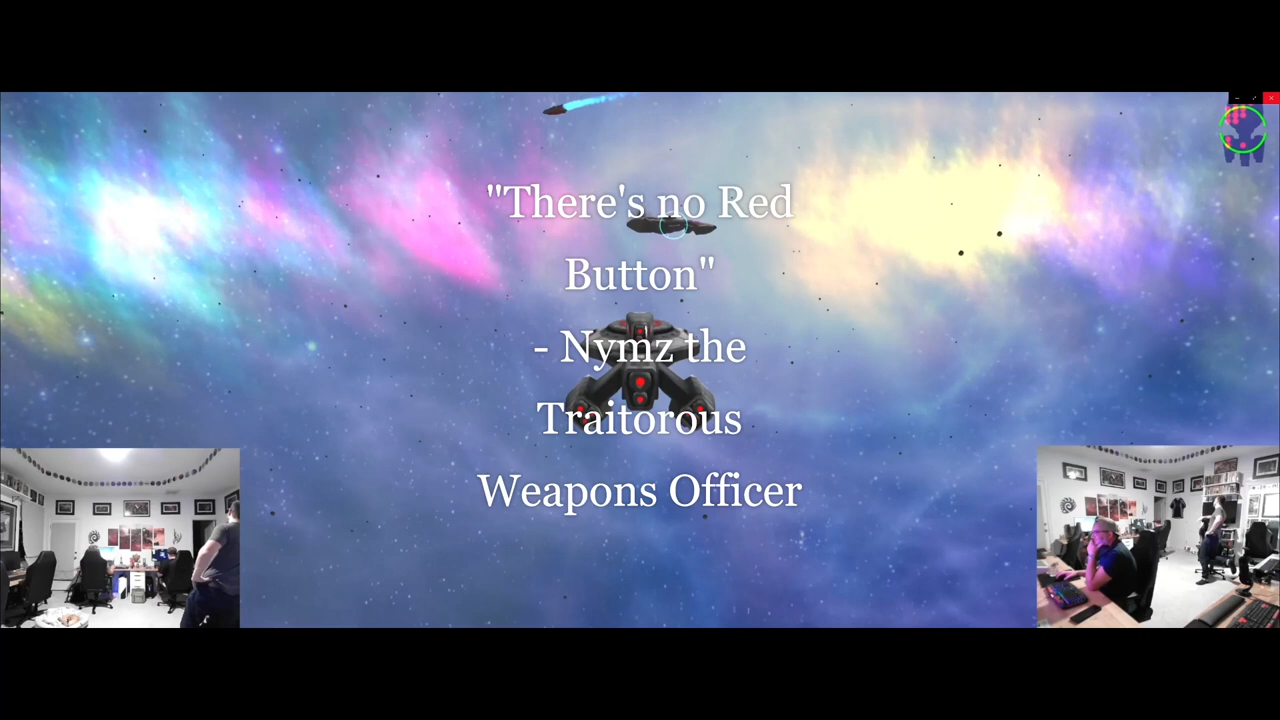 "There's no Red
Button"
- Nymz the
Traitorous
Weapons Officer